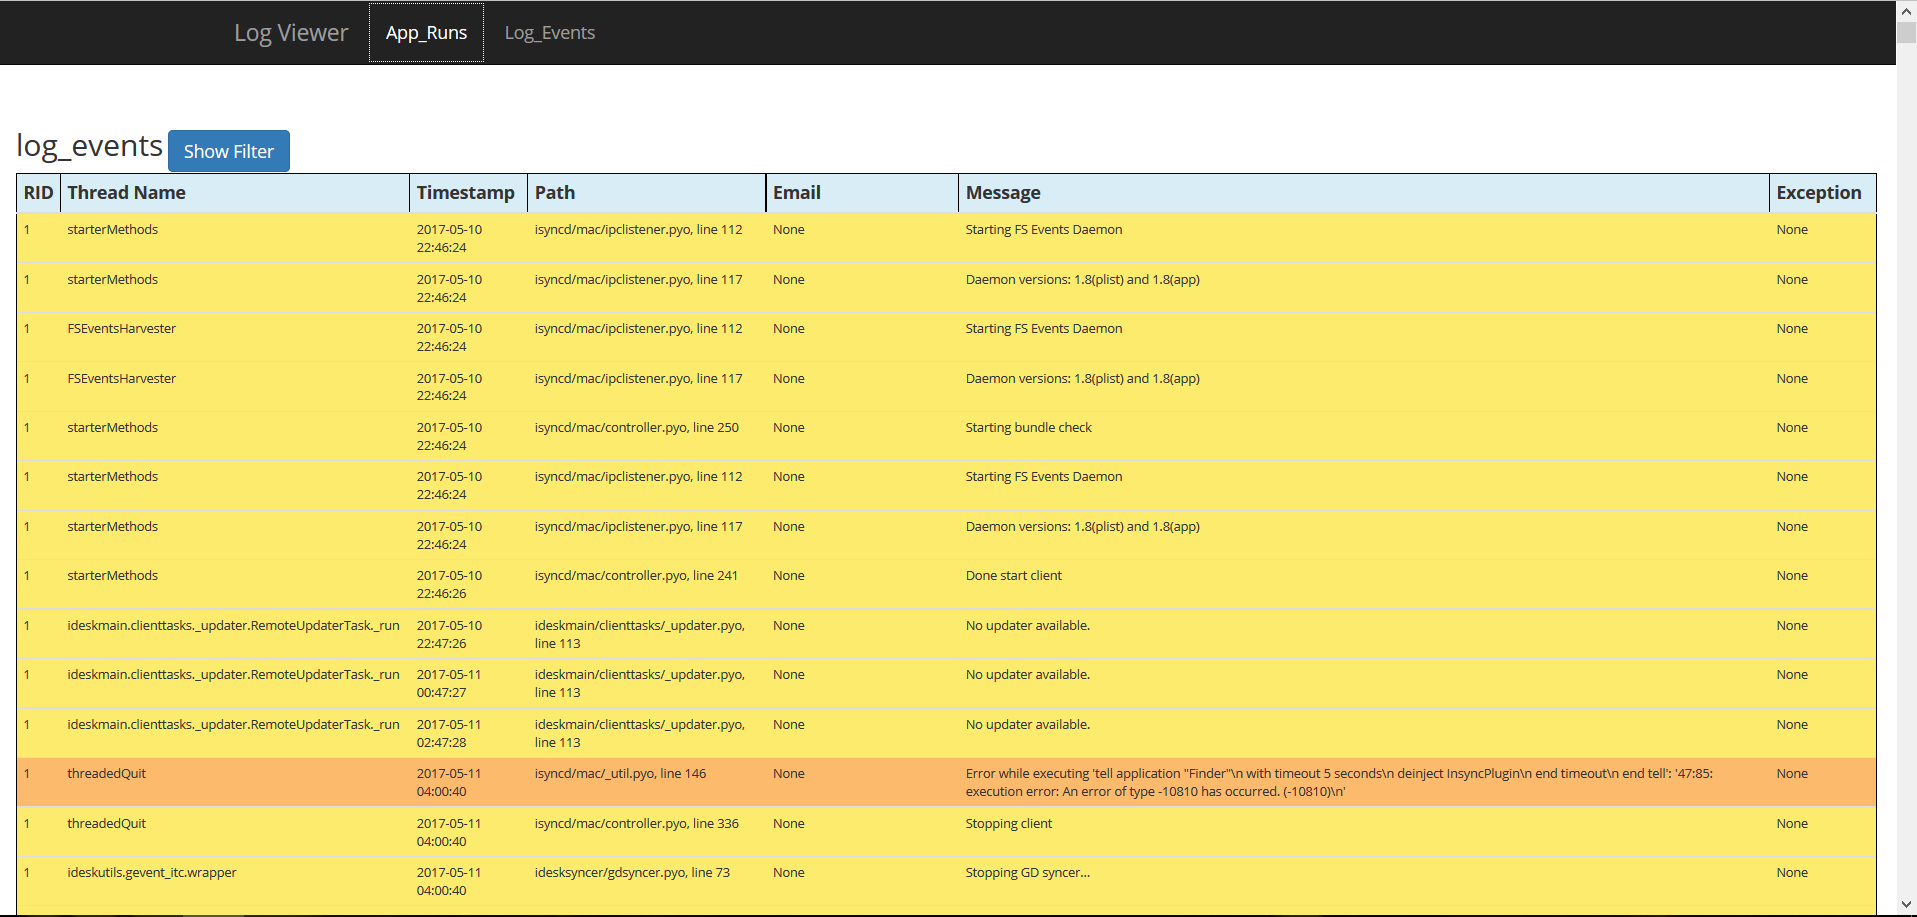 Log Viewer App_Runs Log_Events
log_events Show Filter
RID Thread Name Timestamp Path Email Message Exception
1 starterMethods 2017-05-10 isyncd/mac/ipclistener.pyo, line 112 None Starting FS Events Daemon None
22:46:24
1 starterMethods 2017-05-10 isyncd/mac/ipclistener.pyo, line 117 None Daemon versions: 1.8(plist) and 1.8(app) None
22:46:24
1 FSEventsHarvester 2017-05-10 isyncd/mac/ipclistener.pyo, line 112 None Starting FS Events Daemon None
22:46:24
1 FSEventsHarvester 2017-05-10 isyncd/mac/ipclistener.pyo, line 117 None Daemon versions: 1.8(plist) and 1.8(app) None
22:46:24
1 starterMethods 2017-05-10 isyncd/mac/controller.pyo, line 250 None Starting bundle check None
22:46:24
1 starterMethods 2017-05-10 isyncd/mac/ipclistener.pyo, line 112 None Starting FS Events Daemon None
22:46:24
1 starterMethods 2017-05-10 isyncd/mac/ipclistener.pyo, line 117 None Daemon versions: 1.8(plist) and 1.8(app) None
22:46:24
1 starterMethods 2017-05-10 isyncd/mac/controller.pyo, line 241 None Done start client None
22:46:26
1 ideskmain.clienttasks._updater.RemoteUpdaterTask._run 2017-05-10 ideskmain/clienttasks/_updater.pyo, None No updater available. None
22:47:26 line 113
1 ideskmain.clienttasks._updater.RemoteUpdaterTask._run 2017-05-11 ideskmain/clienttasks/_updater.pyo, None No updater available. None
00:47:27 line 113
1 ideskmain.clienttasks._updater.RemoteUpdaterTask._run 2017-05-11 ideskmain/clienttasks/_updater.pyo, None No updater available. None
02:47:28 line 113
1 threadedQuit 2017-05-11 isyncd/mac/_util.pyo, line 146 None Error while executing 'tell application "Finder"\n with timeout 5 seconds\n deinject InsyncPlugin\n end timeout\n end tell': '47:85: None
04:00:40 execution error: An error of type -10810 has occurred. (-10810)\n'
1 threadedQuit 2017-05-11 isyncd/mac/controller.pyo, line 336 None Stopping client None
04:00:40
1 ideskutils.gevent_itc.wrapper 2017-05-11 idesksyncer/gdsyncer.pyo, line 73 None Stopping GD syncer... None
04:00:40